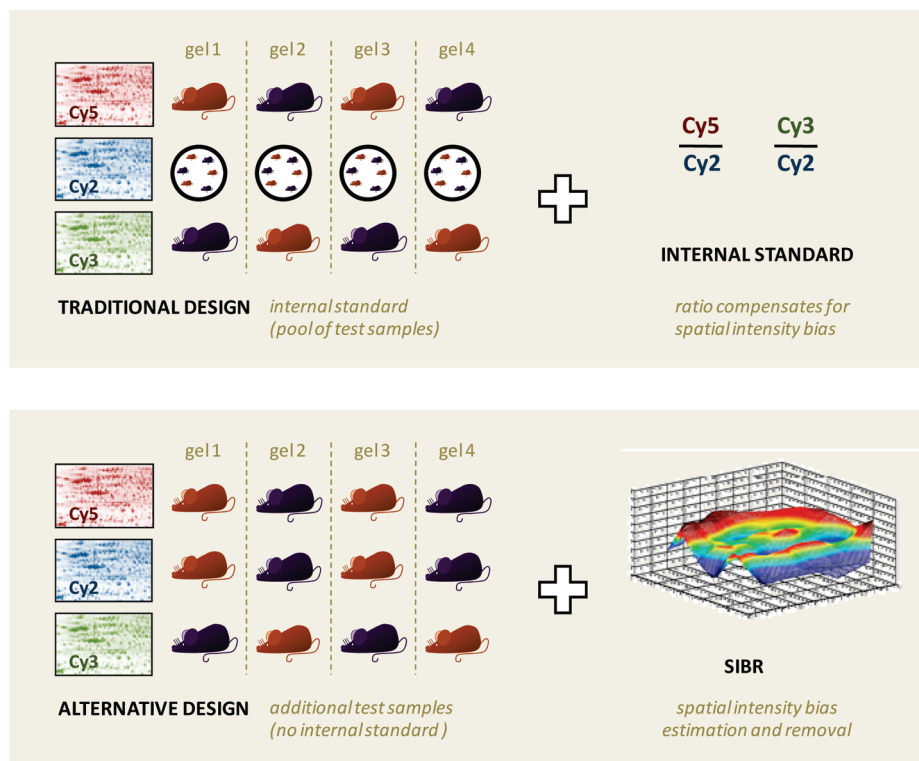 gel1 gel2 gel3 gel4
Cy5
Cy2
Cy3
Cy5
Cy2
Cy3
Cy2
INTERNAL STANDARD
TRADITIONAL DESIGN
internal standard
(pool of test samples)
ratio compensates for
spatial intensity bias
gel1 gel2 gel3 gel4
Cy5
Cy2
Cy3
SIBR
ALTERNATIVE DESIGN
additional test samples
(no internal standard )
spatial intensity bias
estimation and removal